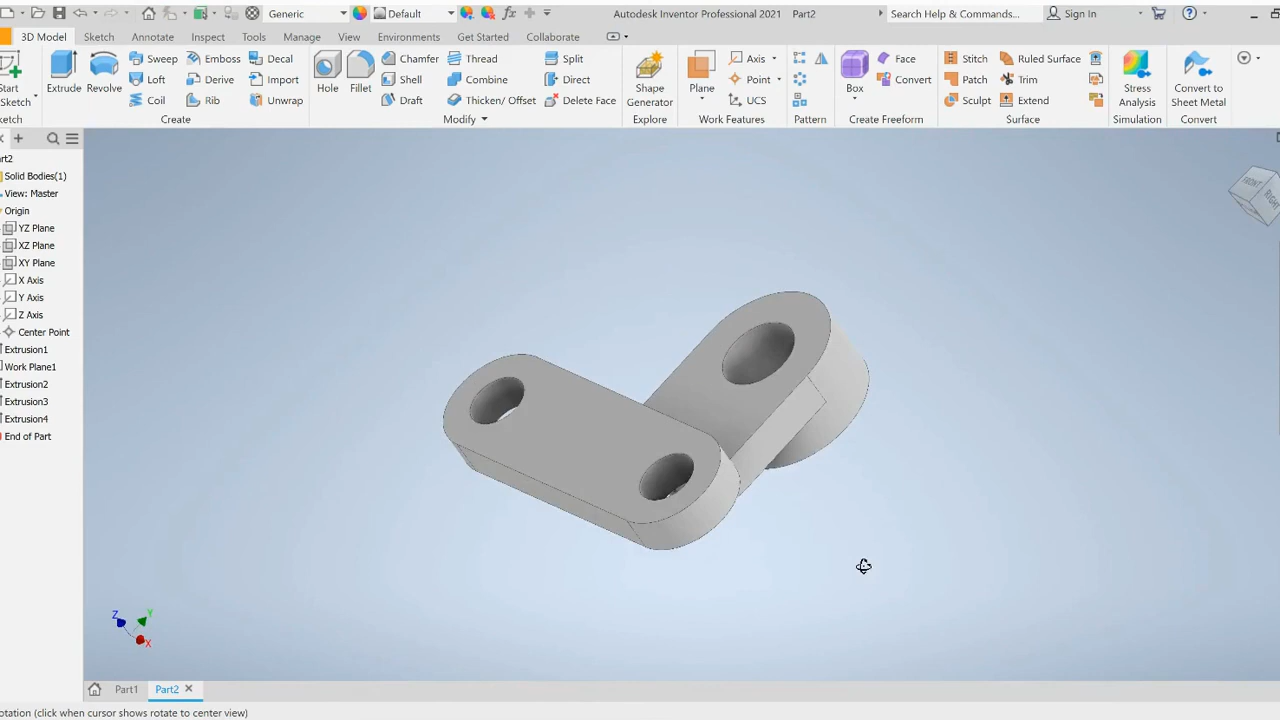 Generic
Default
Autodesk Inventor Professional 2021 Part2
Search Help & Commands...
Sign In
3D Model Sketch Annotate Inspect Tools Manage View Environments Get Started Collaborate
Start
Sketch
Extrude
Revolve
Sweep
Loft
Coil
Emboss
Derive
Rib
Decal
Import
Unwrap
Hole
Fillet
Chamfer
Shell
Draft
Thread
Combine
Thicken/ Offset
Split
Direct
Delete Face
Shape
Generator
Plane
Axis
Point
UCS
Box
Face
Convert
Stitch
Patch
Sculpt
Ruled Surface
Trim
Extend
Stress
Analysis
Convert to
Sheet Metal
ketch
Create
Modify
Explore
Work Features
Pattern
Create Freeform
Surface
Simulation
Convert
art2
Solid Bodies(1)
View: Master
Origin
YZ Plane
XZ Plane
XY Plane
X Axis
Y Axis
Z Axis
Center Point
Extrusion1
Work Plane1
Extrusion2
Extrusion3
Extrusion4
End of Part
FRONT
RIGHT
Z
Y
X
Part1
Part2
otation (click when cursor shows rotate to center view)